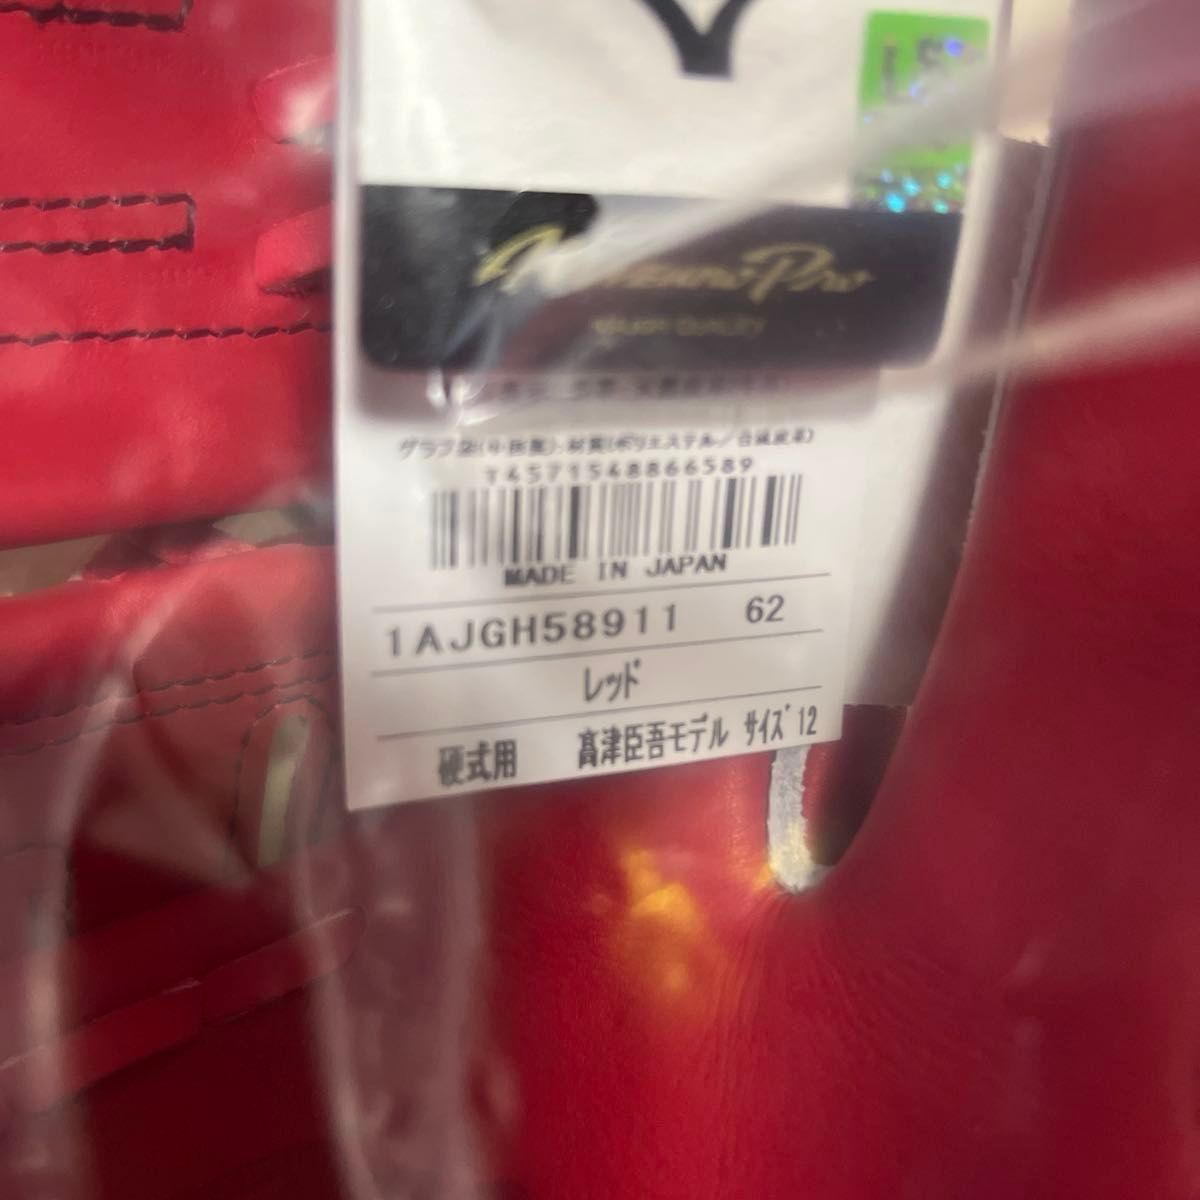 Mizuno Pro
グラブ袋(中国製):材質(ポリエステル/合成皮革)
T4571548866589
MADE IN JAPAN
1AJGH58911 62
レッド
硬式用 髙津臣吾モデル サイズ12